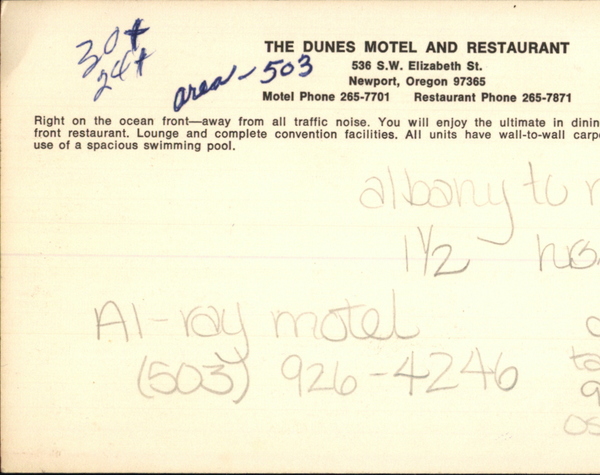 30+
24+
area - 503
THE DUNES MOTEL AND RESTAURANT
536 S.W. Elizabeth St.
Newport, Oregon 97365
Motel Phone 265-7701 Restaurant Phone 265-7871
Right on the ocean front—away from all traffic noise. You will enjoy the ultimate in dinin
front restaurant. Lounge and complete convention facilities. All units have wall-to-wall carp
use of a spacious swimming pool.
albany to
1 1/2
Al-ray motel
(503) 926-4246